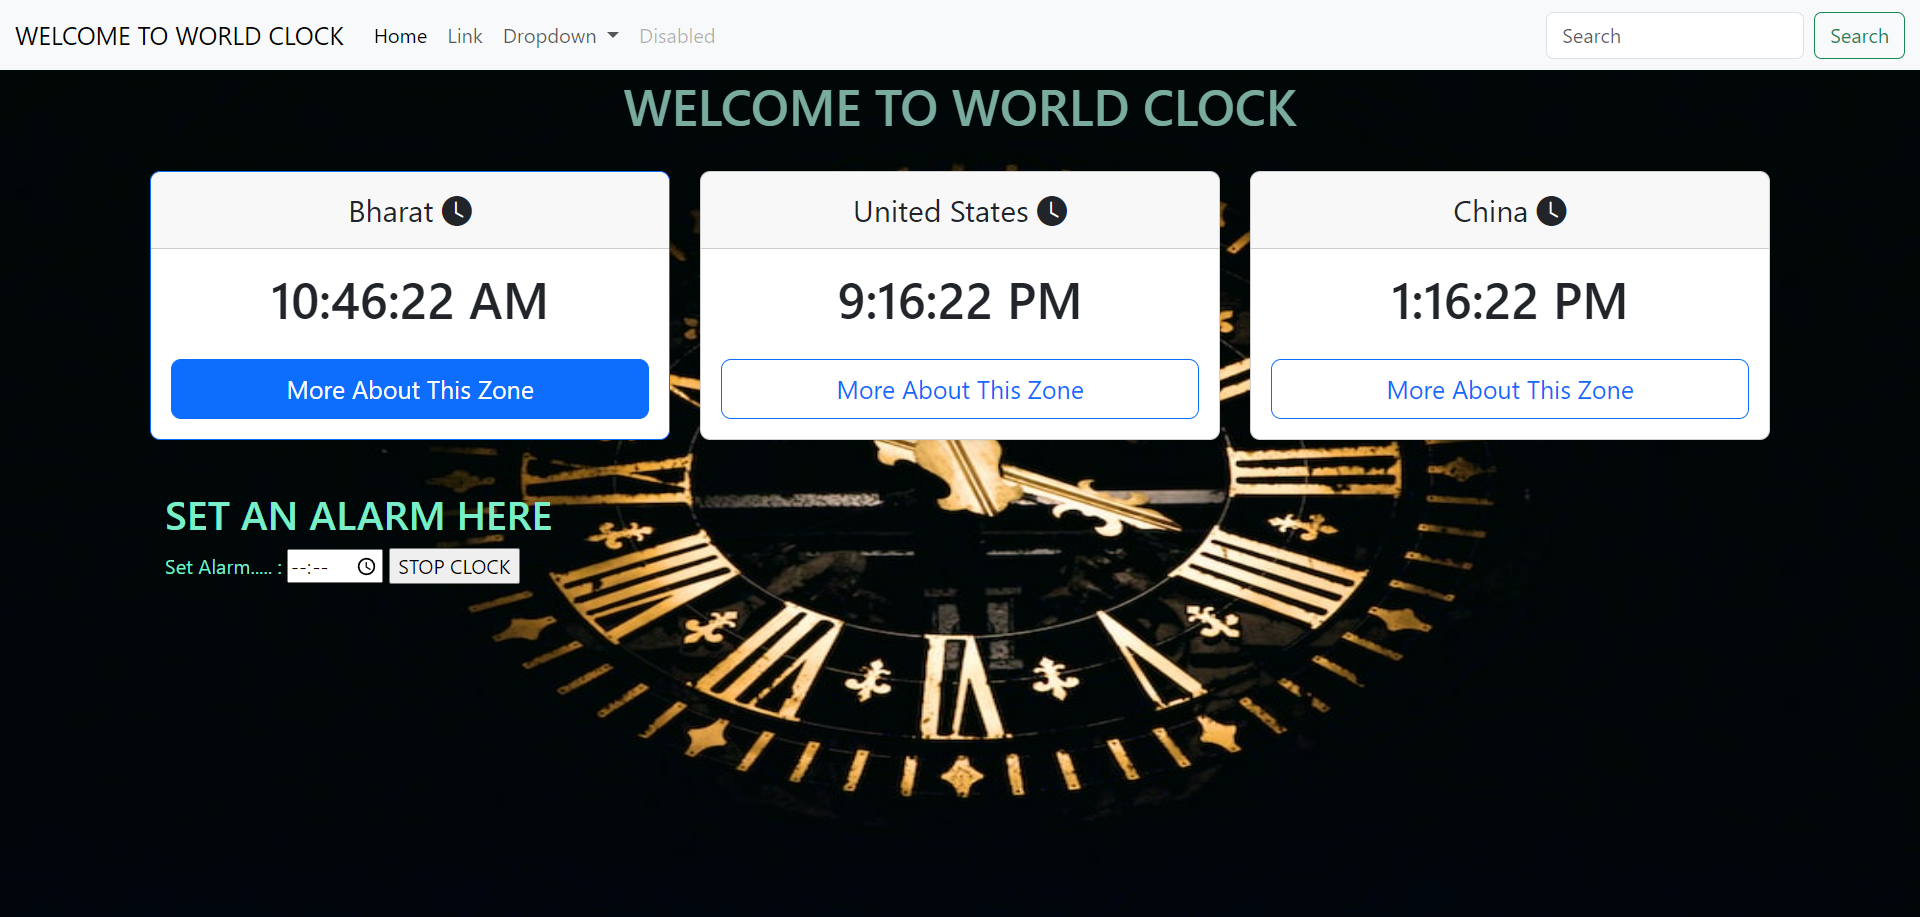 WELCOME TO WORLD CLOCK Home Link Dropdown Disabled Search Search
WELCOME TO WORLD CLOCK
Bharat
10:46:22 AM
More About This Zone
United States
9:16:22 PM
More About This Zone
China
1:16:22 PM
More About This Zone
SET AN ALARM HERE
Set Alarm..... : --:-- STOP CLOCK